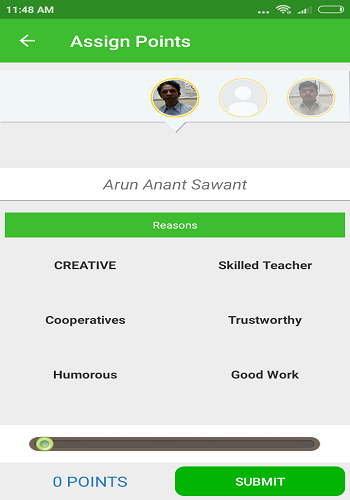 11:48 AM
Assign Points
Arun Anant Sawant
Reasons
CREATIVE Skilled Teacher
Cooperatives Trustworthy
Humorous Good Work
0 POINTS SUBMIT